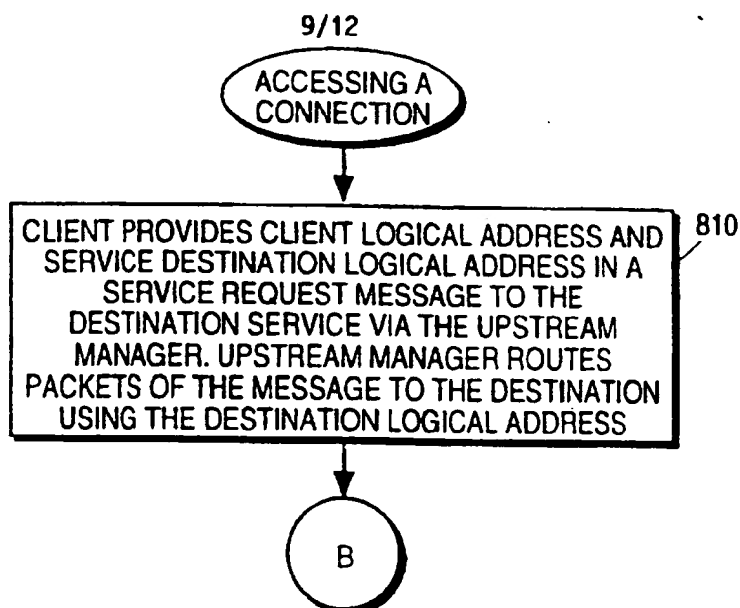 9/12
ACCESSING A
CONNECTION
CLIENT PROVIDES CLIENT LOGICAL ADDRESS AND
SERVICE DESTINATION LOGICAL ADDRESS IN A
SERVICE REQUEST MESSAGE TO THE
DESTINATION SERVICE VIA THE UPSTREAM
MANAGER. UPSTREAM MANAGER ROUTES
PACKETS OF THE MESSAGE TO THE DESTINATION
USING THE DESTINATION LOGICAL ADDRESS
810
B